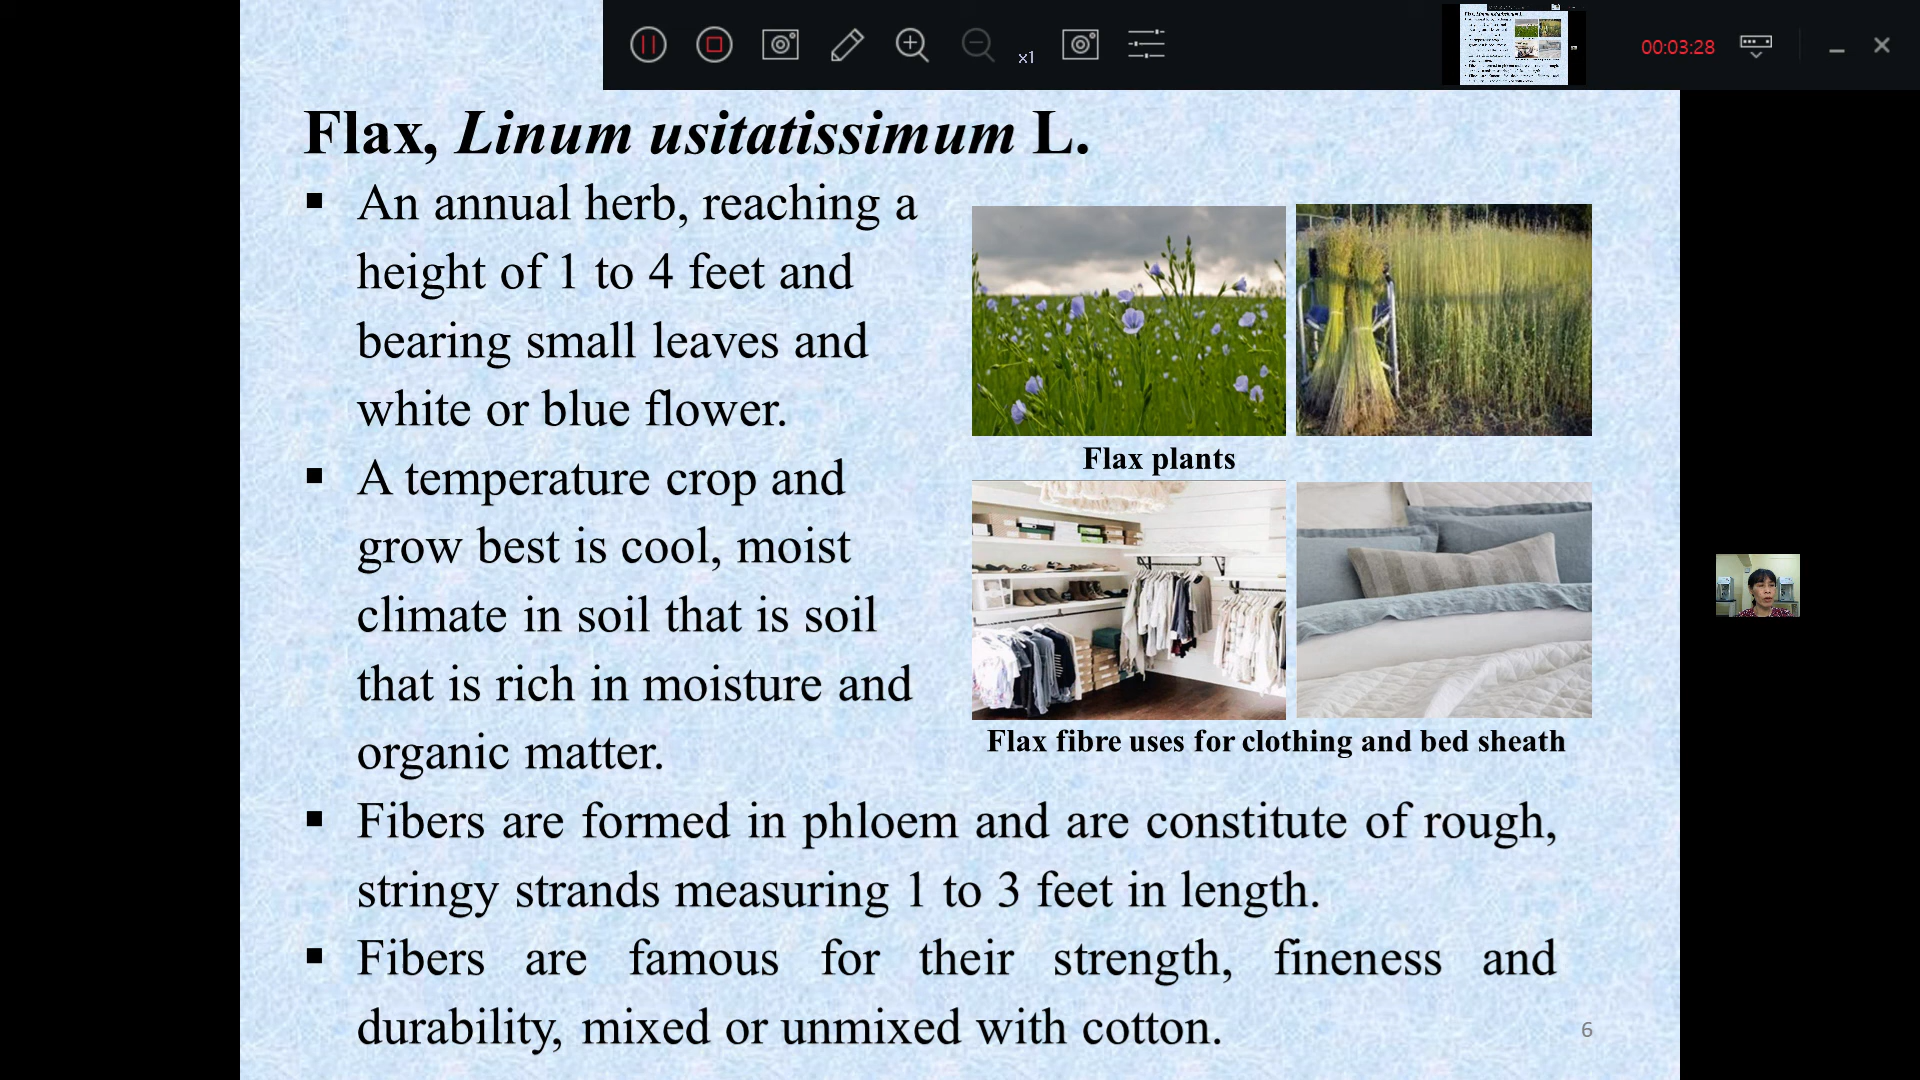 x1
00:03:28
Flax, Linum usitatissimum L.
▪ An annual herb, reaching a
height of 1 to 4 feet and
bearing small leaves and
white or blue flower.
▪ A temperature crop and
grow best is cool, moist
climate in soil that is soil
that is rich in moisture and
organic matter.
Flax plants
Flax fibre uses for clothing and bed sheath
▪ Fibers are formed in phloem and are constitute of rough,
stringy strands measuring 1 to 3 feet in length.
▪ Fibers are famous for their strength, fineness and
durability, mixed or unmixed with cotton.
6